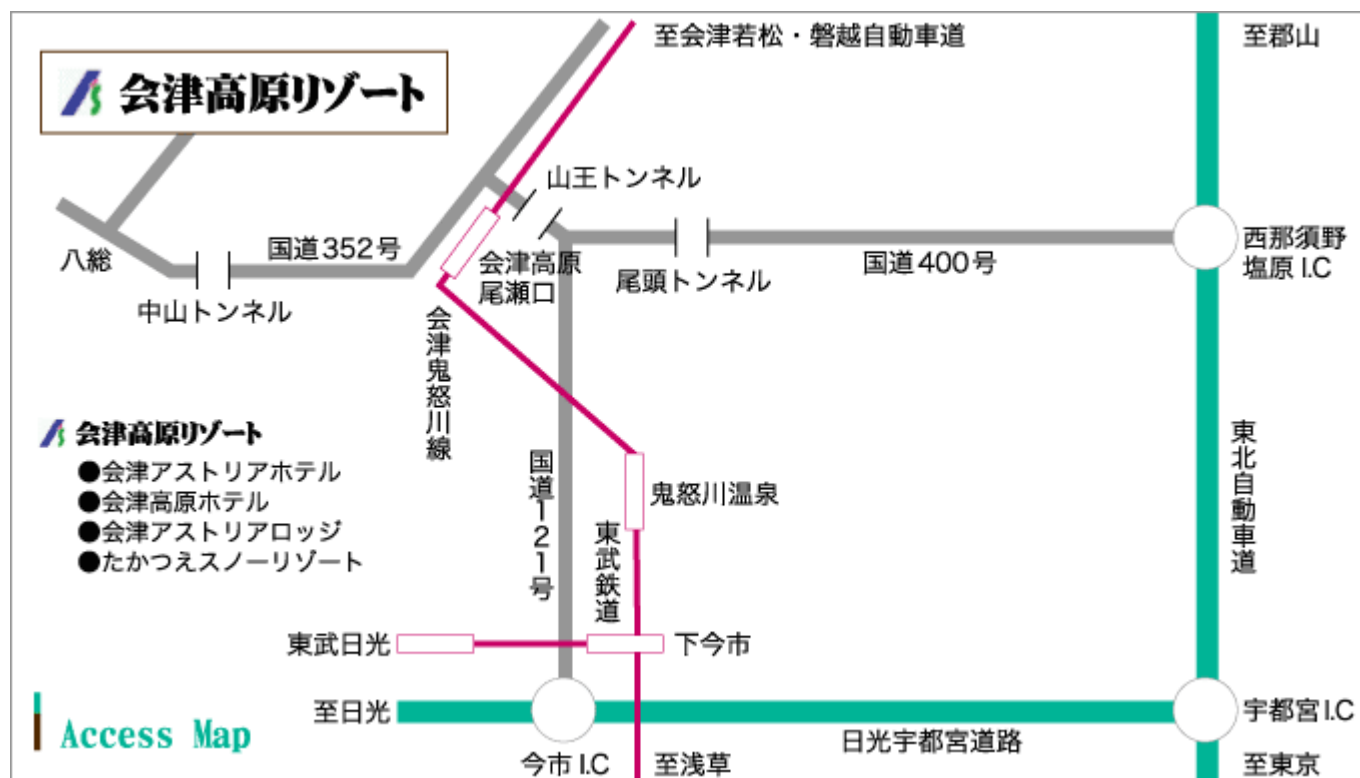 至会津若松・磐越自動車道
至郡山
会津高原リゾート
山王トンネル
八総
国道352号
会津高原
尾瀬口
尾頭トンネル
国道400号
西那須野
塩原I.C
中山トンネル
会津鬼怒川線
会津高原リゾート
●会津アストリアホテル
●会津高原ホテル
●会津アストリアロッジ
●たかつえスノーリゾート
国道121号
鬼怒川温泉
東武鉄道
東北自動車道
東武日光
下今市
至日光
宇都宮I.C
Access Map
日光宇都宮道路
今市I.C
至浅草
至東京